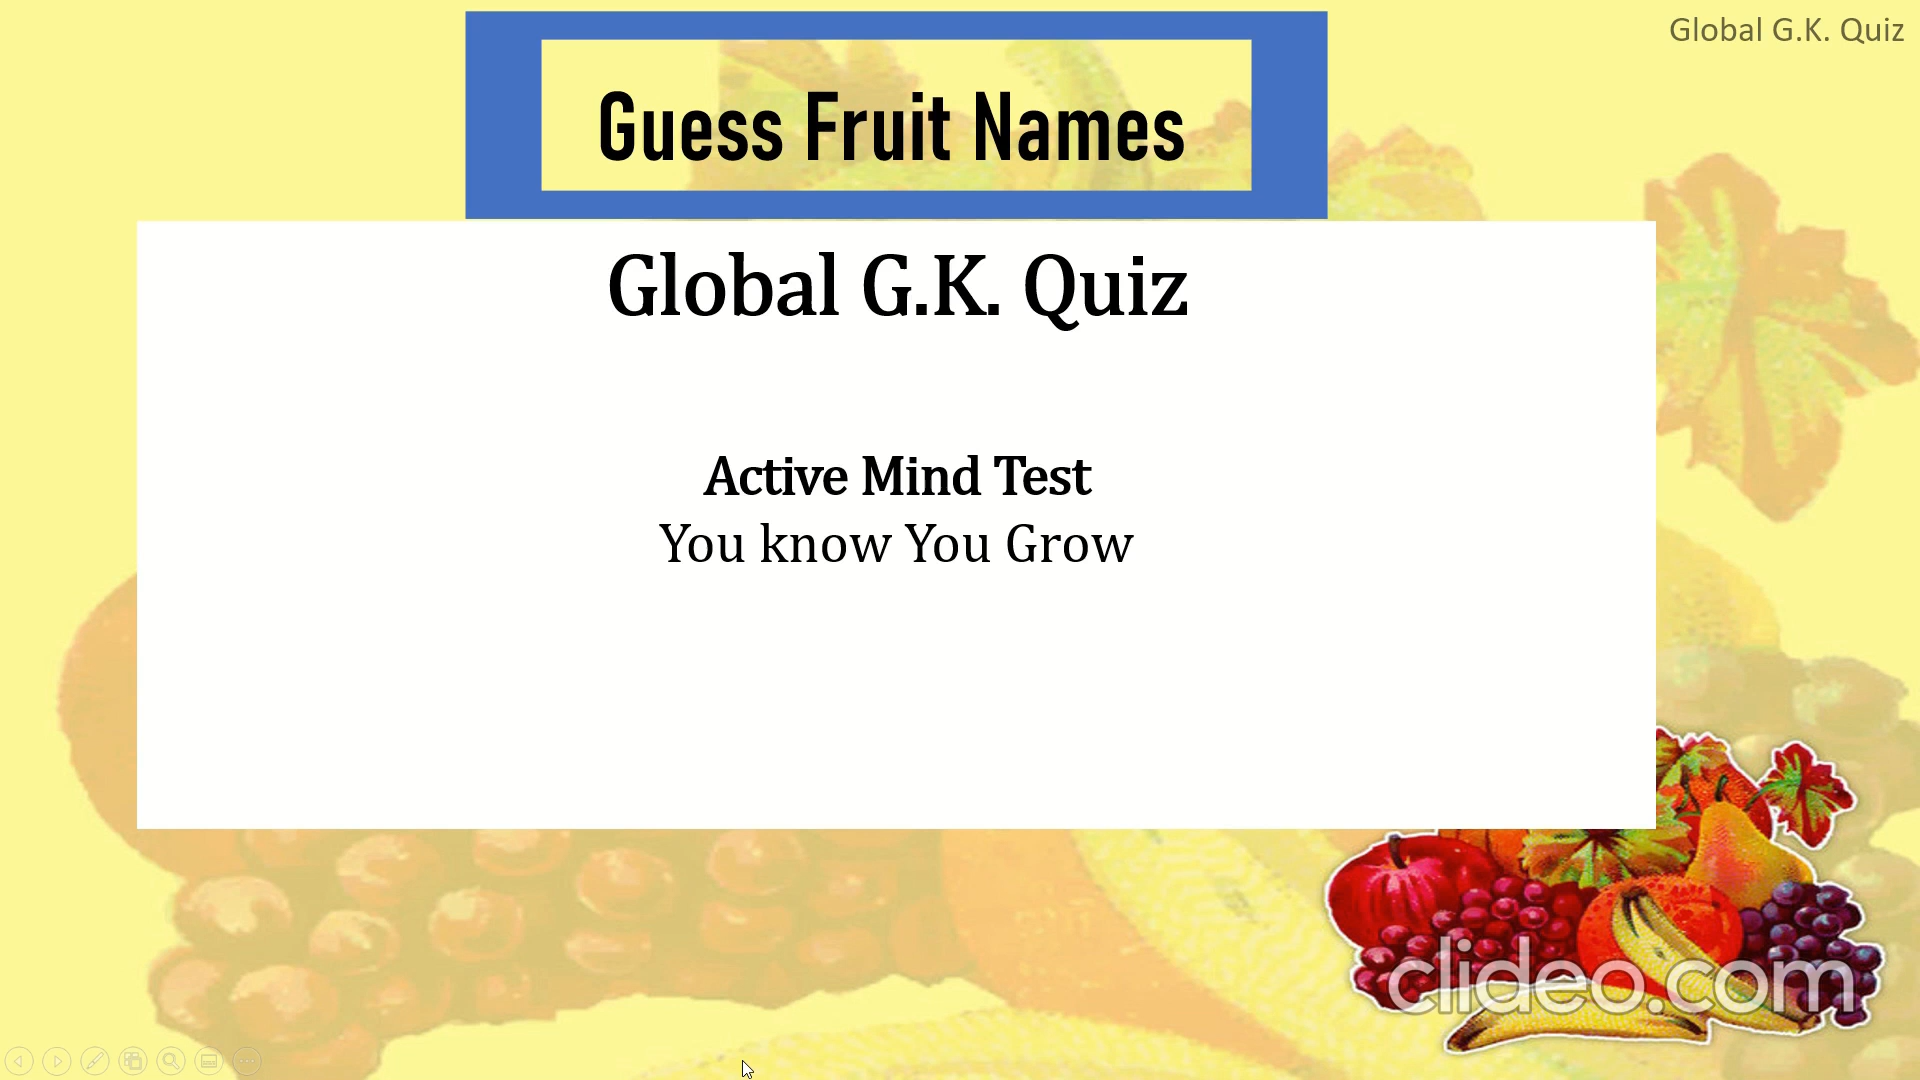 Global G.K. Quiz
Guess Fruit Names
Global G.K. Quiz
Active Mind Test
You know You Grow
clideo.com